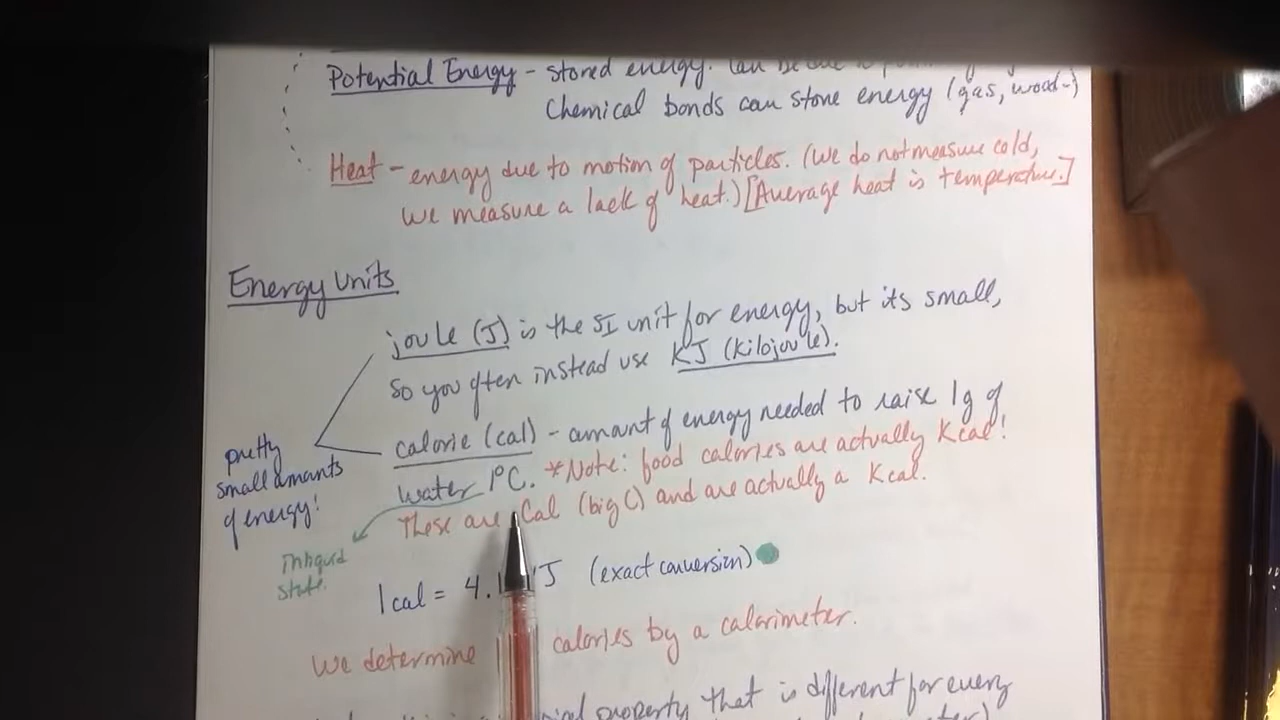 Potential Energy - stored energy. Can be due to
Chemical bonds can store energy (gas, wood-)
Heat - energy due to motion of particles. (We do not measure cold,
we measure a lack of heat.) [Average heat is temperature.]
Energy Units
joule (J) is the SI unit for energy, but its small,
so you often instead use KJ (kilojoule).
calorie (cal) - amount of energy needed to raise 1g of
water 1°C. *Note: food calories are actually Kcal!
These are Cal (big C) and are actually a Kcal.
pretty
small amounts
of energy!
In liquid
state.
1 cal = 4. J (exact conversion)
We determine calories by a calorimeter.
property that is different for every